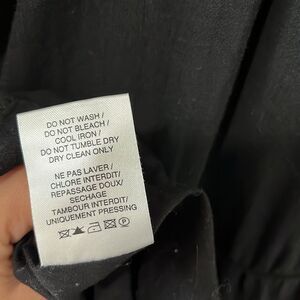 DO NOT WASH /
DO NOT BLEACH /
COOL IRON /
DO NOT TUMBLE DRY
DRY CLEAN ONLY
NE PAS LAVER /
CHLORE INTERDIT/
REPASSAGE DOUX/
SECHAGE
TAMBOUR INTERDIT/
UNIQUEMENT PRESSING